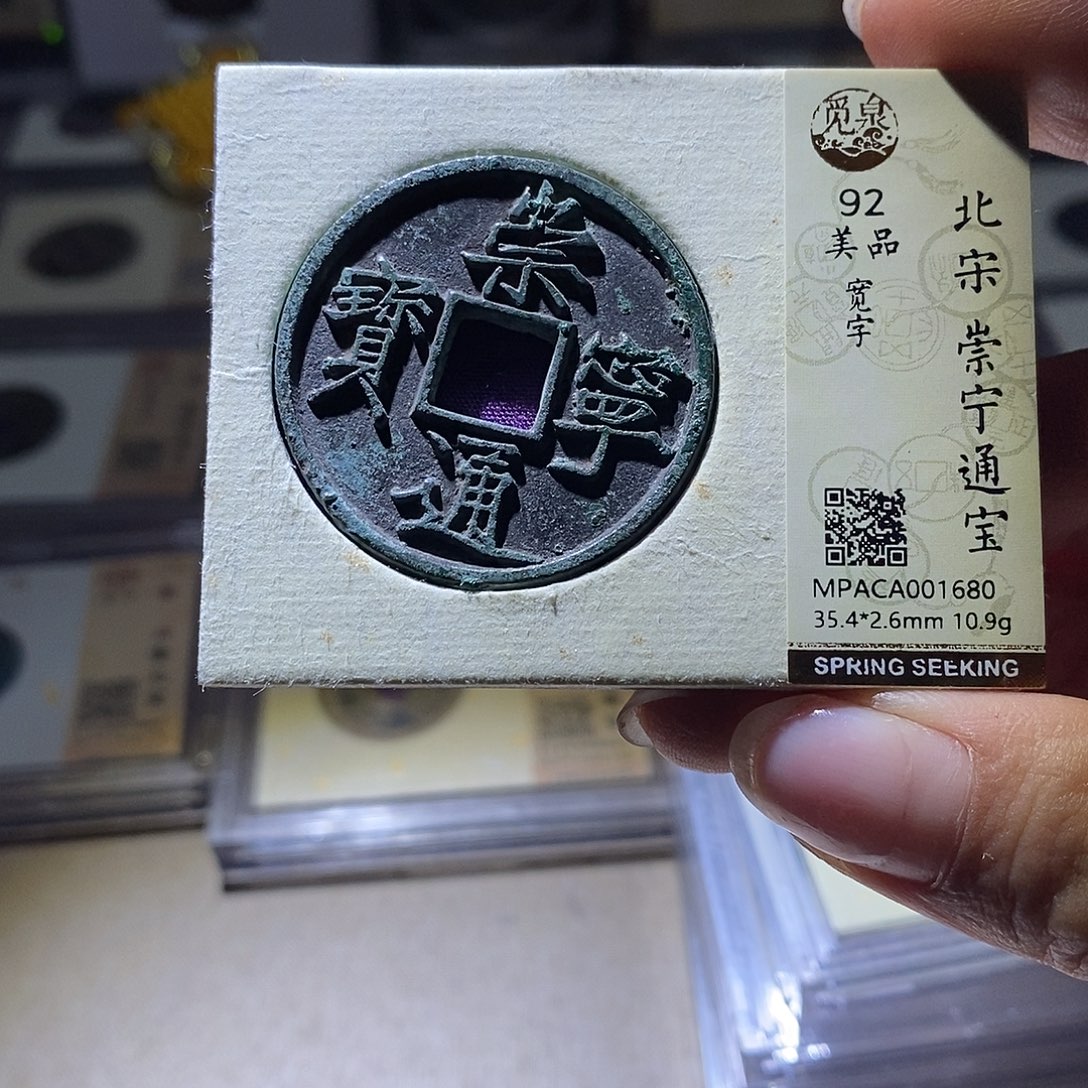 崇寧通寳
觅泉
92
美品
宽字
北宋 崇宁通宝
MPACA001680
35.4*2.6mm 10.9g
SPRING SEEKING